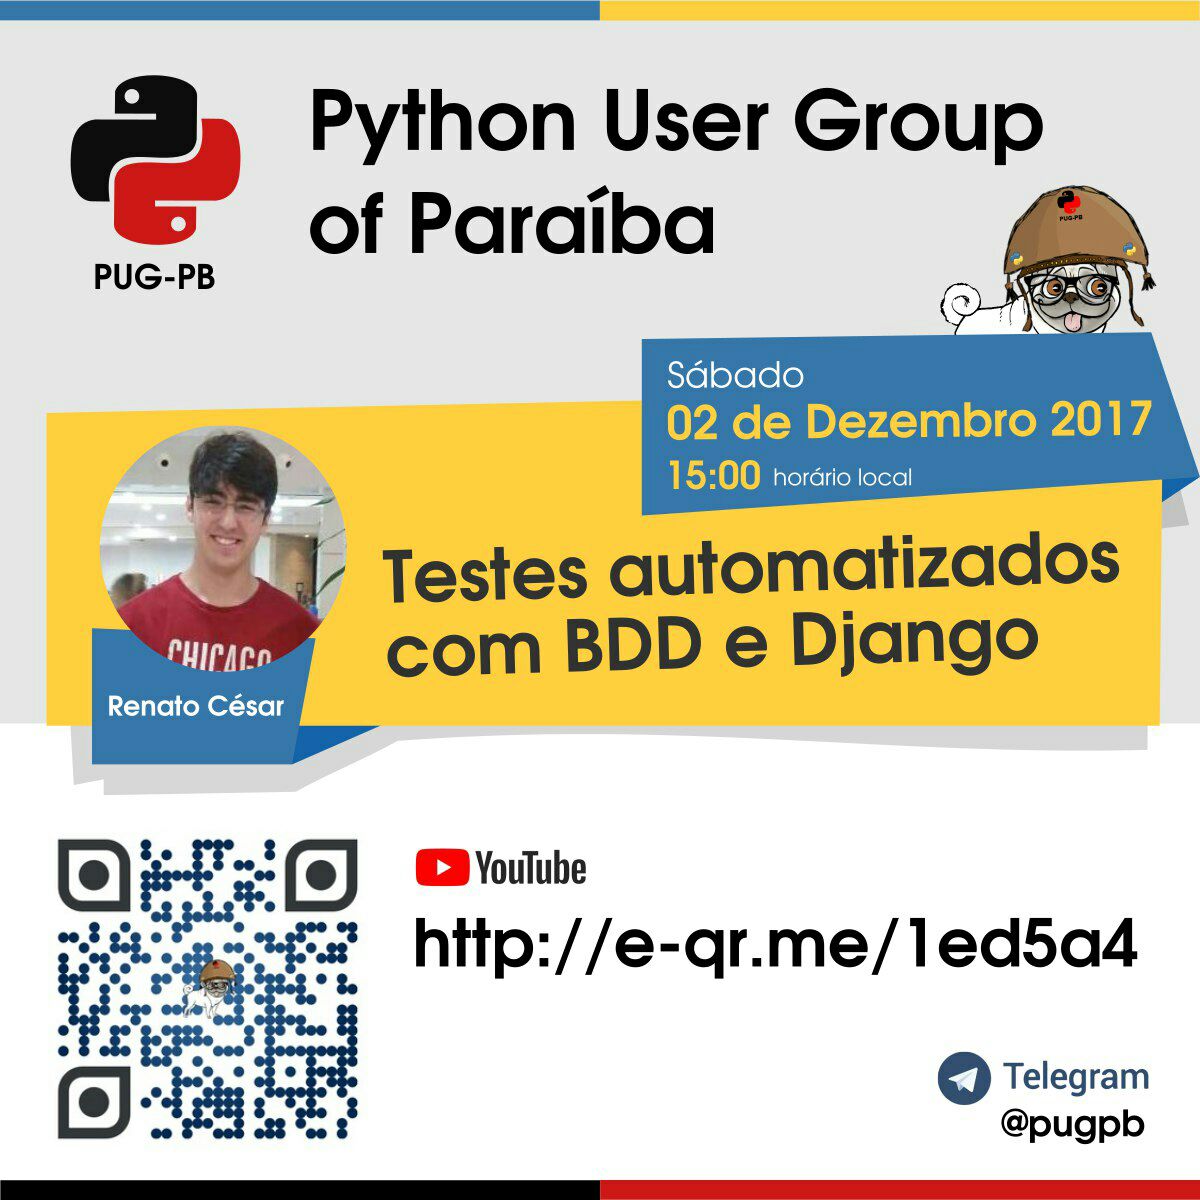 Python User Group
of Paraíba
PUG-PB
PUG-PB
Sábado
02 de Dezembro 2017
15:00 horário local
Testes automatizados
com BDD e Django
CHICAGO
Renato César
YouTube
http://e-qr.me/1ed5a4
Telegram
@pugpb